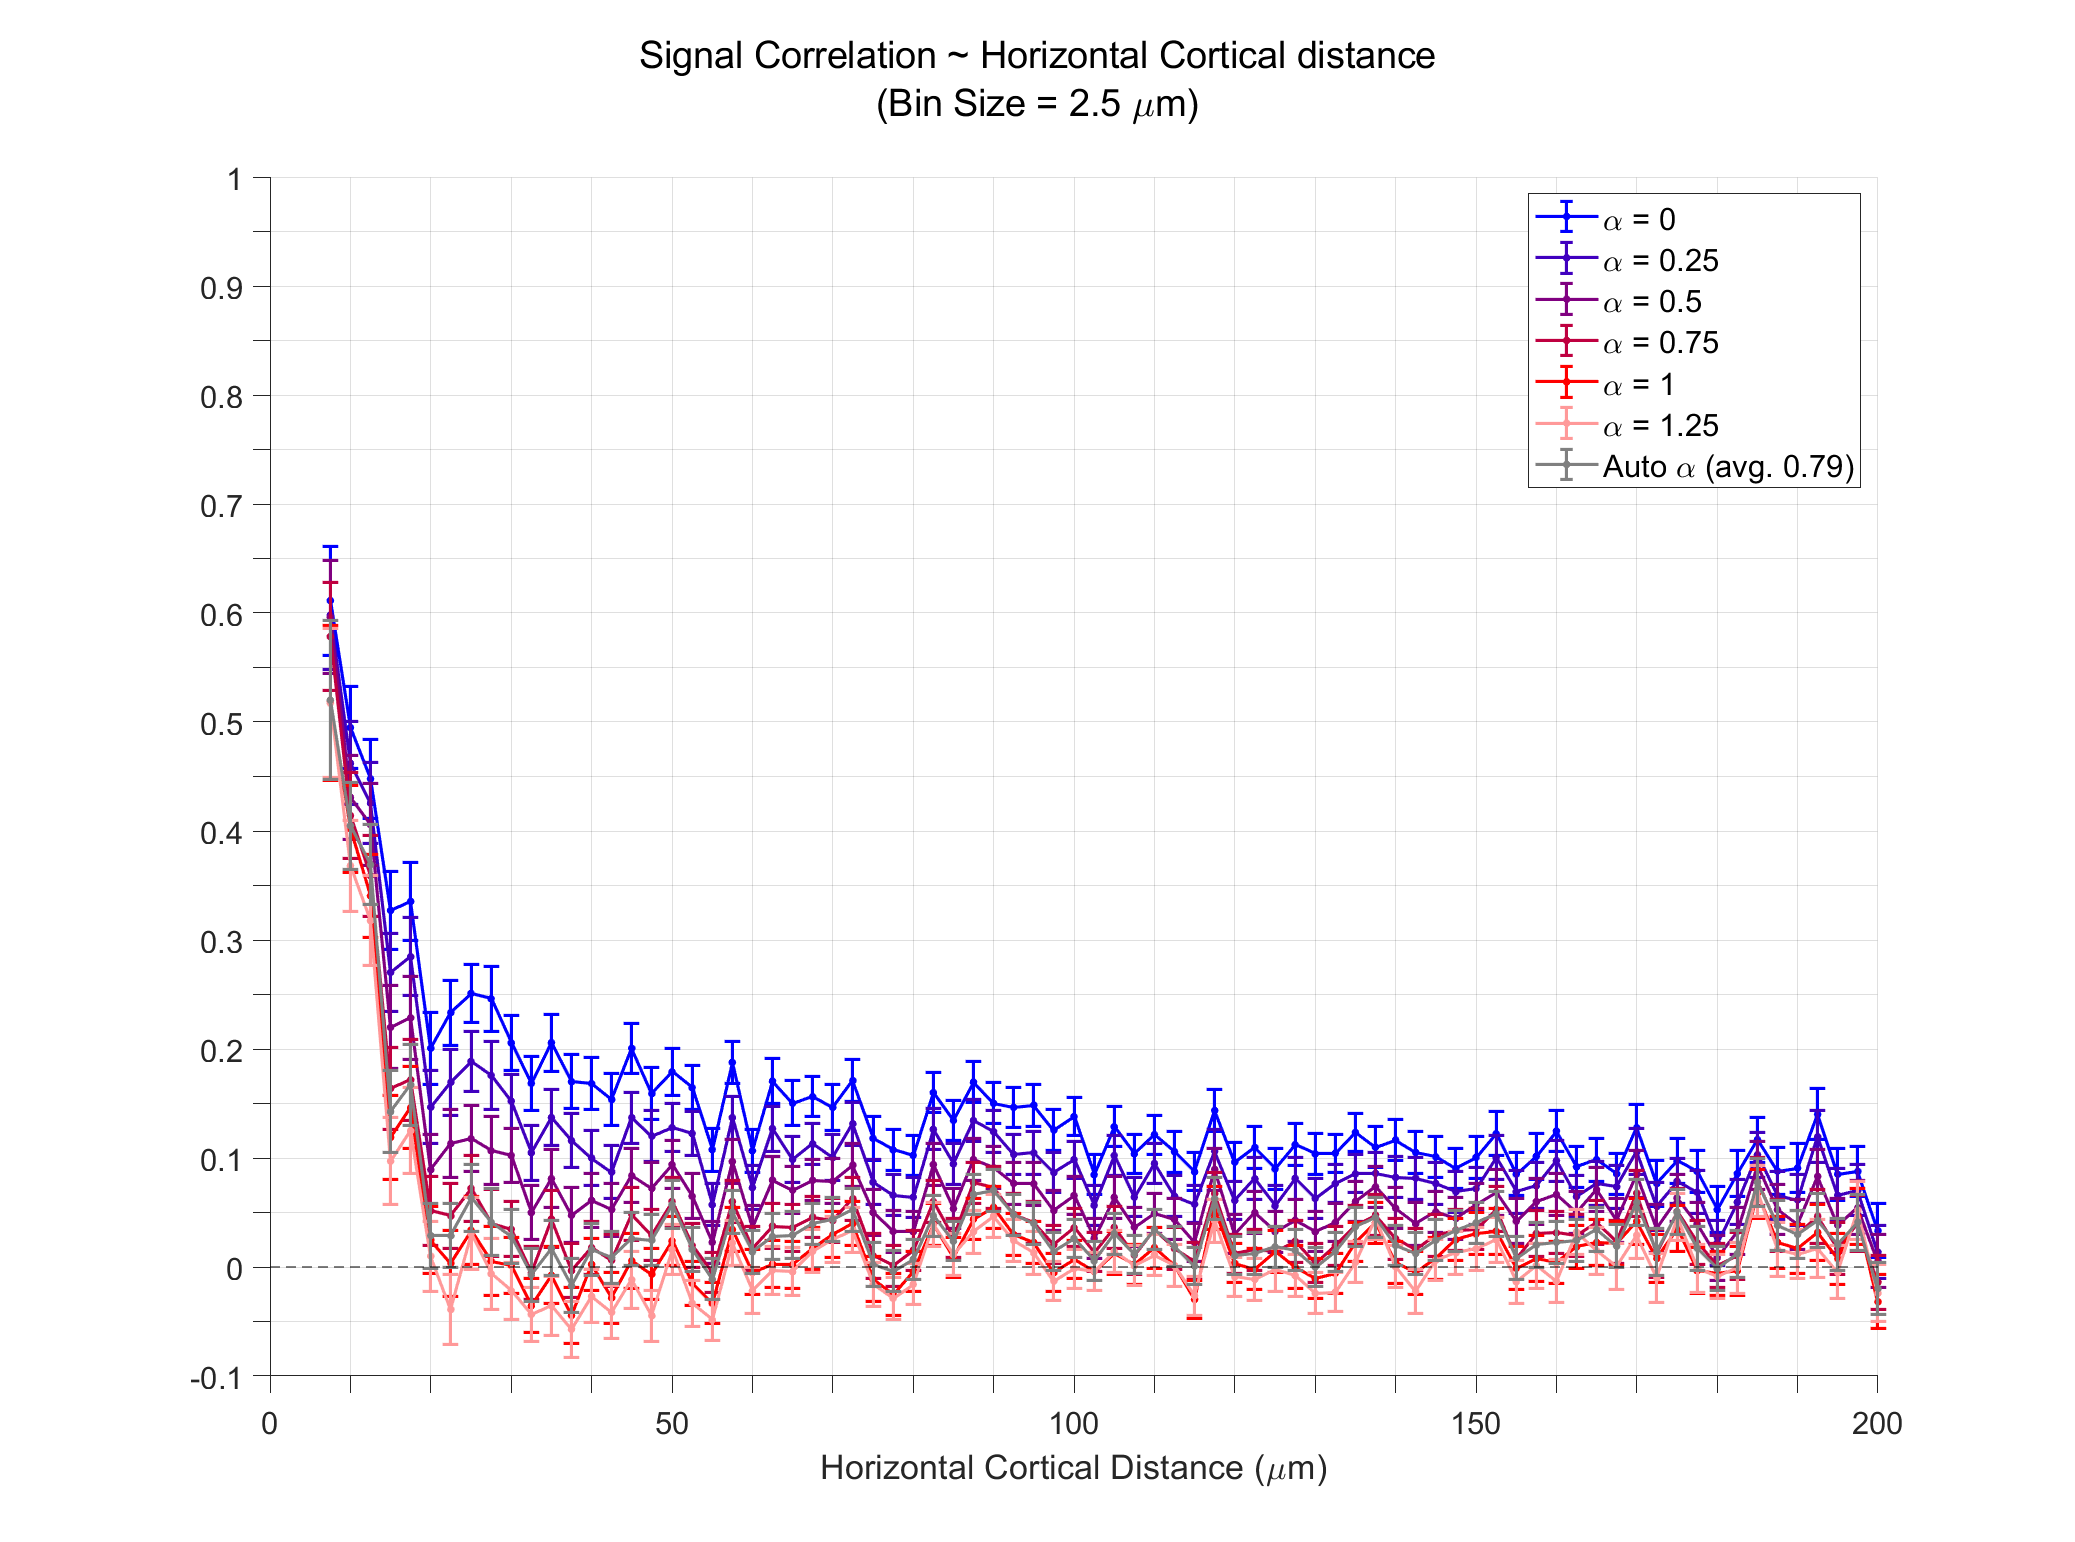 Signal Correlation ~ Horizontal Cortical distance
(Bin Size = 2.5 μm)
1
0.9
0.8
0.7
0.6
0.5
0.4
0.3
0.2
0.1
0
-0.1
α = 0
α = 0.25
α = 0.5
α = 0.75
α = 1
α = 1.25
Auto α (avg. 0.79)
0 50 100 150 200
Horizontal Cortical Distance (μm)